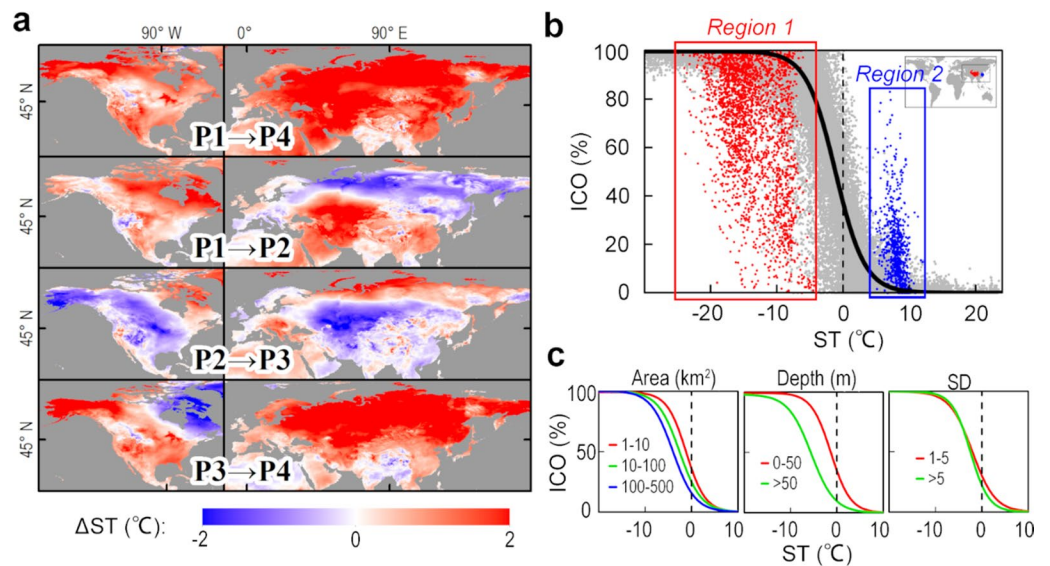 a
90° W 0° 90° E
45° N
P1→P4
45° N
P1→P2
45° N
P2→P3
45° N
P3→P4
ΔST (℃):
-2 0 2
b
Region 1
Region 2
ICO (%)
100
80
60
40
20
0
-20 -10 0 10 20
ST (℃)
c
Area (km²) Depth (m) SD
ICO (%)
100
50
0
1-10
10-100
100-500
0-50
>50
1-5
>5
0 10 0 10 0 10
ST (℃)